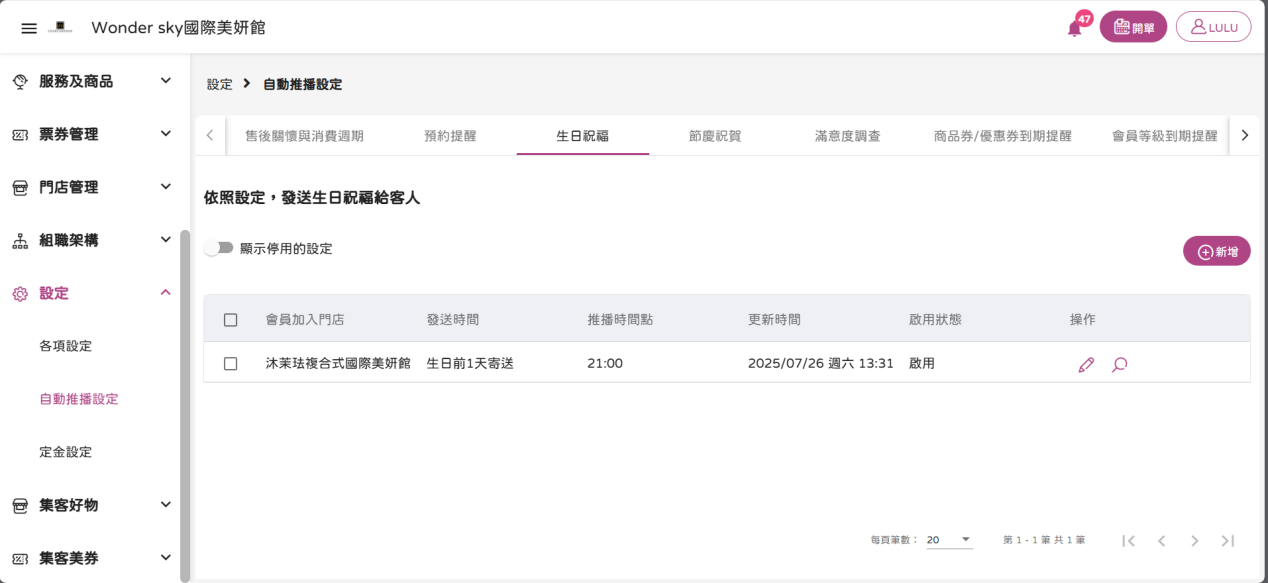 Wonder sky國際美妍館
47
開單
LULU
服務及商品
票券管理
門店管理
組職架構
設定
各項設定
自動推播設定
定金設定
集客好物
集客美券
設定 > 自動推播設定
售後關懷與消費週期 預約提醒 生日祝福 節慶祝賀 滿意度調查 商品券/優惠券到期提醒 會員等級到期提醒
依照設定，發送生日祝福給客人
顯示停用的設定
新增
會員加入門店 發送時間 推播時間點 更新時間 啟用狀態 操作
沐茉珐複合式國際美妍館 生日前1天寄送 21:00 2025/07/26 週六 13:31 啟用
每頁筆數： 20 第 1 - 1 筆 共 1 筆